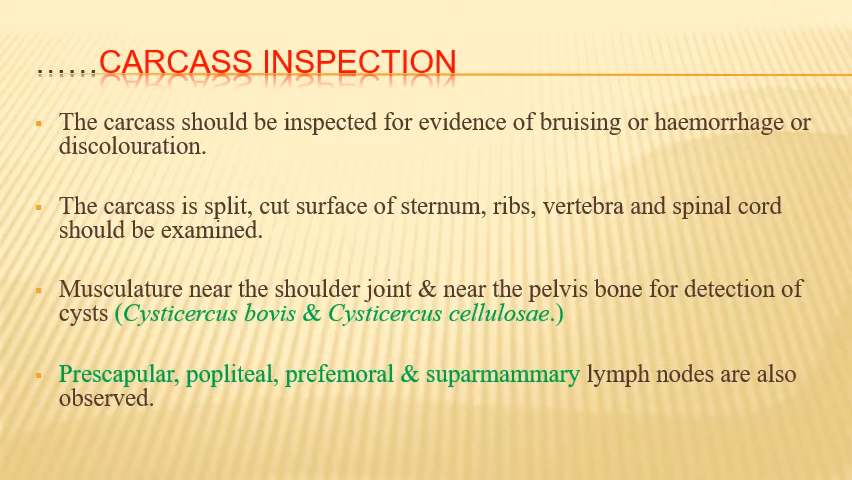 ......CARCASS INSPECTION
▪ The carcass should be inspected for evidence of bruising or haemorrhage or
discolouration.
▪ The carcass is split, cut surface of sternum, ribs, vertebra and spinal cord
should be examined.
▪ Musculature near the shoulder joint & near the pelvis bone for detection of
cysts (Cysticercus bovis & Cysticercus cellulosae.)
▪ Prescapular, popliteal, prefemoral & suparmammary lymph nodes are also
observed.